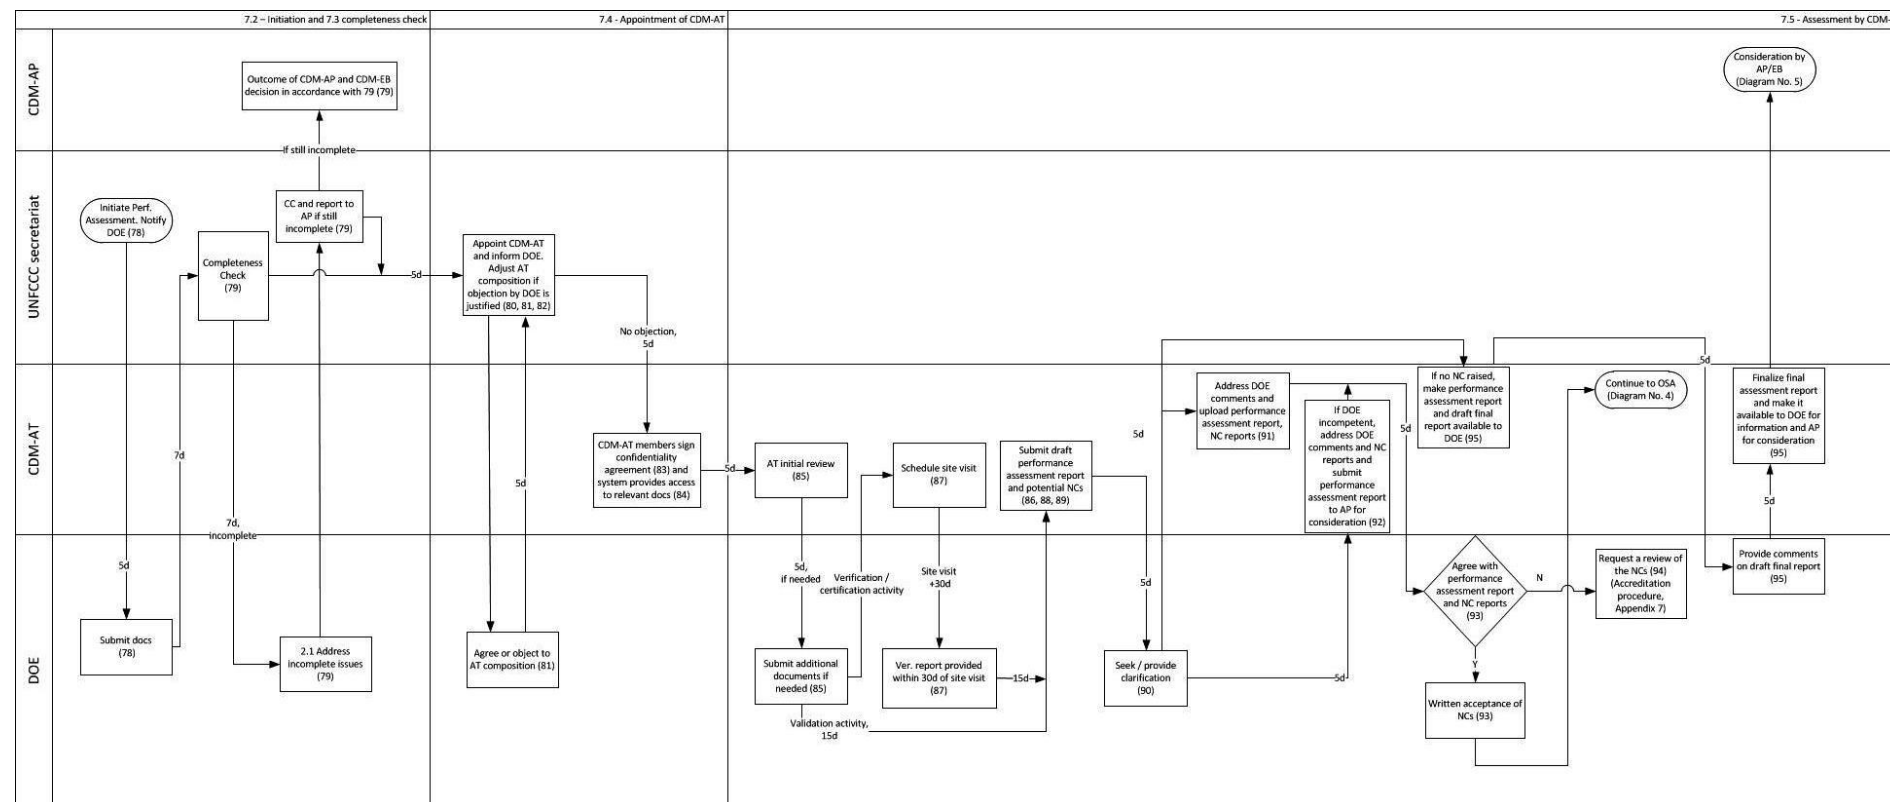 7.2 – Initiation and 7.3 completeness check
7.4 - Appointment of CDM-AT
7.5 - Assessment by CDM-
CDM-AP
Outcome of CDM-AP and CDM-EB
decision in accordance with 79 (79)
Consideration by
AP/EB
(Diagram No. 5)
If still incomplete
UNFCCC secretariat
Initiate Perf.
Assessment. Notify
DOE (78)
CC and report to
AP if still
incomplete (79)
Completeness
Check
(79)
5d
Appoint CDM-AT
and inform DOE.
Adjust AT
composition if
objection by DOE is
justified (80, 81, 82)
No objection,
5d
5d
CDM-AT
7d
7d,
incomplete
5d
CDM-AT members sign
confidentiality
agreement (83) and
system provides access
to relevant docs (84)
5d
AT initial review
(85)
Schedule site visit
(87)
Submit draft
performance
assessment report
and potential NCs
(86, 88, 89)
5d
Address DOE
comments and
upload performance
assessment report,
NC reports (91)
If DOE
incompetent,
address DOE
comments and NC
reports and
submit
performance
assessment report
to AP for
consideration (92)
5d
If no NC raised,
make performance
assessment report
and draft final
report available to
DOE (95)
Continue to OSA
(Diagram No. 4)
Finalize final
assessment report
and make it
available to DOE for
information and AP
for consideration
(95)
5d
DOE
5d
Submit docs
(78)
2.1 Address
incomplete issues
(79)
Agree or object to
AT composition (81)
5d,
if needed
Verification /
certification activity
Site visit
+30d
5d
Submit additional
documents if
needed (85)
Ver. report provided
within 30d of site visit
(87)
15d
Validation activity,
15d
Seek / provide
clarification
(90)
5d
Agree with
performance
assessment report
and NC reports
(93)
N
Y
Request a review of
the NCs (94)
(Accreditation
procedure,
Appendix 7)
Written acceptance of
NCs (93)
Provide comments
on draft final report
(95)